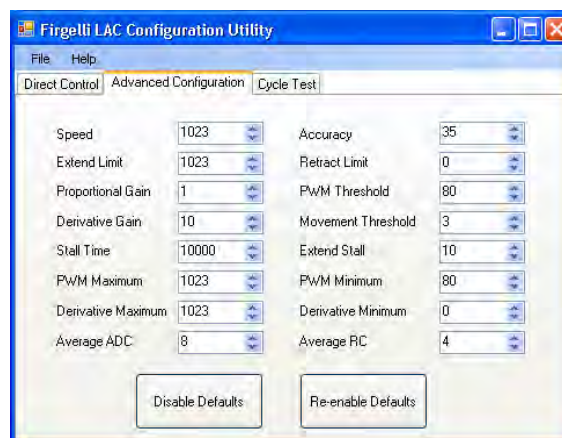 Firgelli LAC Configuration Utility
File Help
Direct Control Advanced Configuration Cycle Test
Speed 1023 Accuracy 35
Extend Limit 1023 Retract Limit 0
Proportional Gain 1 PWM Threshold 80
Derivative Gain 10 Movement Threshold 3
Stall Time 10000 Extend Stall 10
PWM Maximum 1023 PWM Minimum 80
Derivative Maximum 1023 Derivative Minimum 0
Average ADC 8 Average RC 4
Disable Defaults Re-enable Defaults